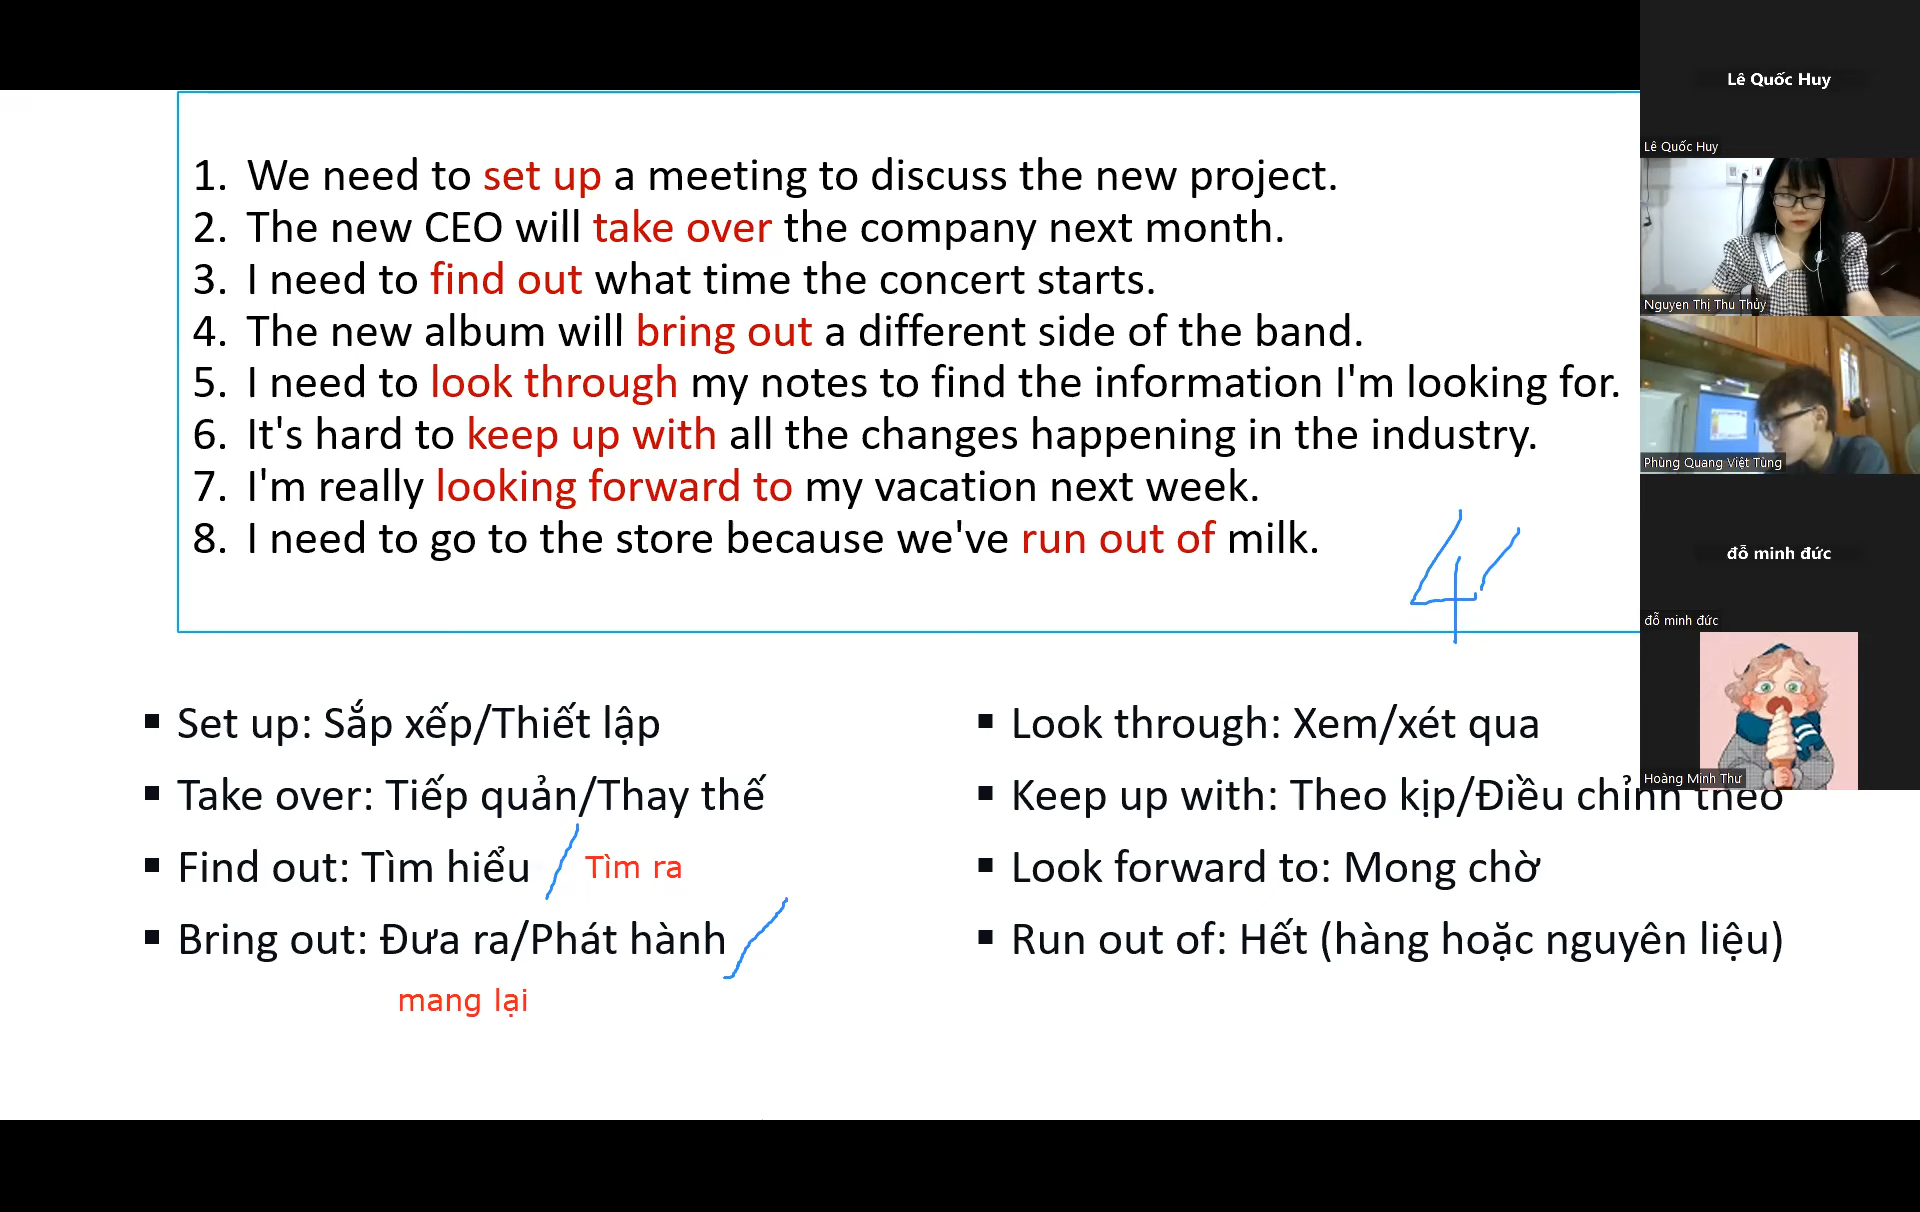 1. We need to set up a meeting to discuss the new project.
2. The new CEO will take over the company next month.
3. I need to find out what time the concert starts.
4. The new album will bring out a different side of the band.
5. I need to look through my notes to find the information I'm looking for.
6. It's hard to keep up with all the changes happening in the industry.
7. I'm really looking forward to my vacation next week.
8. I need to go to the store because we've run out of milk.
4'
▪ Set up: Sắp xếp/Thiết lập
▪ Take over: Tiếp quản/Thay thế
▪ Find out: Tìm hiểu / Tìm ra
▪ Bring out: Đưa ra/Phát hành /
mang lại
▪ Look through: Xem/xét qua
▪ Keep up with: Theo kịp/Điều chỉnh theo
▪ Look forward to: Mong chờ
▪ Run out of: Hết (hàng hoặc nguyên liệu)
Lê Quốc Huy
Lê Quốc Huy
Nguyen Thị Thu Thủy
Phùng Quang Việt Tùng
đỗ minh đức
đỗ minh đức
Hoàng Minh Thư